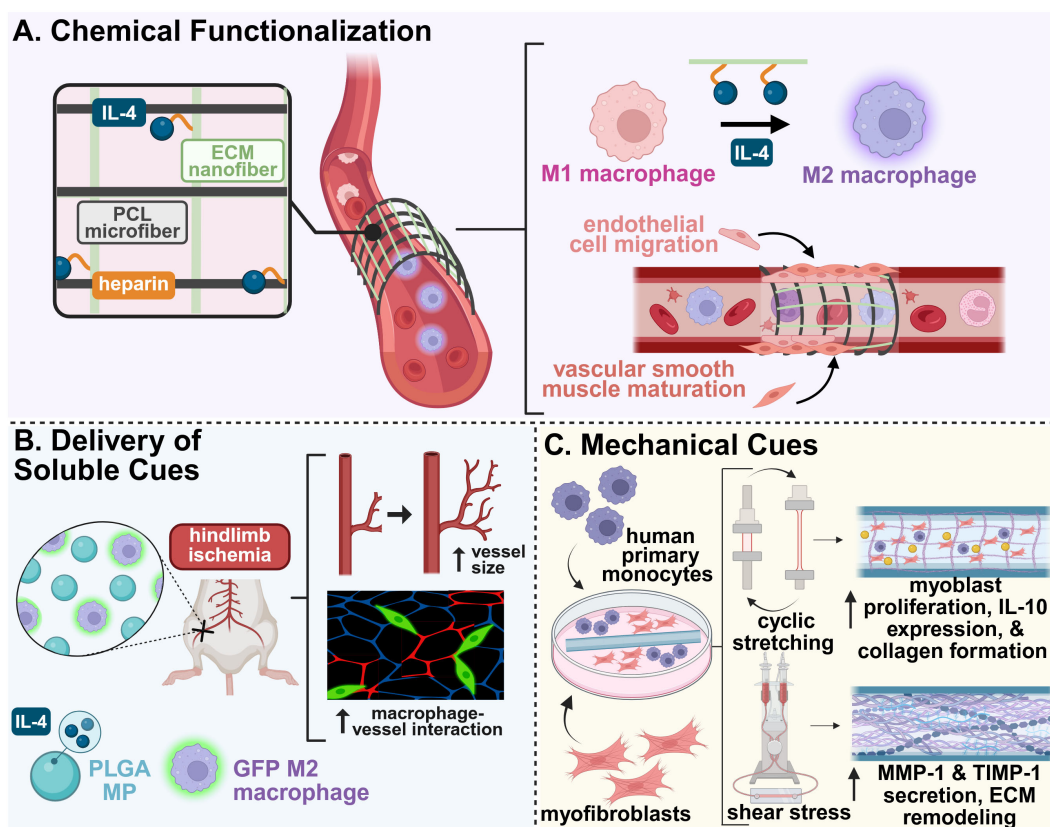 A. Chemical Functionalization
IL-4
ECM
nanofiber
PCL
microfiber
heparin
M1 macrophage
IL-4
M2 macrophage
endothelial
cell migration
vascular smooth
muscle maturation
B. Delivery of
Soluble Cues
hindlimb
ischemia
vessel
size
macrophage-
vessel interaction
IL-4
PLGA
MP
GFP M2
macrophage
C. Mechanical Cues
human
primary
monocytes
myofibroblasts
cyclic
stretching
myoblast
proliferation, IL-10
expression, &
collagen formation
shear stress
MMP-1 & TIMP-1
secretion, ECM
remodeling